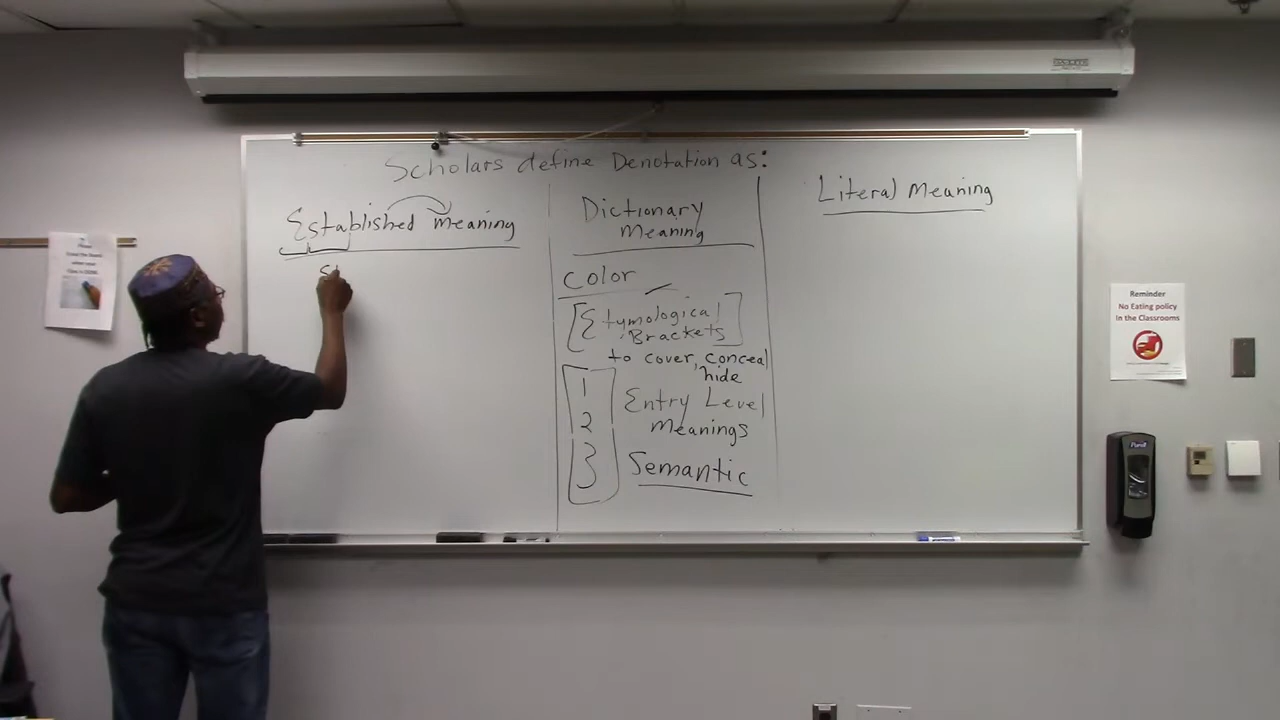 Scholars define Denotation as:
Established meaning
Dictionary
Meaning
color
[Etymological
Brackets]
to cover, conceal
hide
1
2
3
Entry Level
Meanings
Semantic
Literal Meaning
Reminder
No Eating policy
In the Classrooms